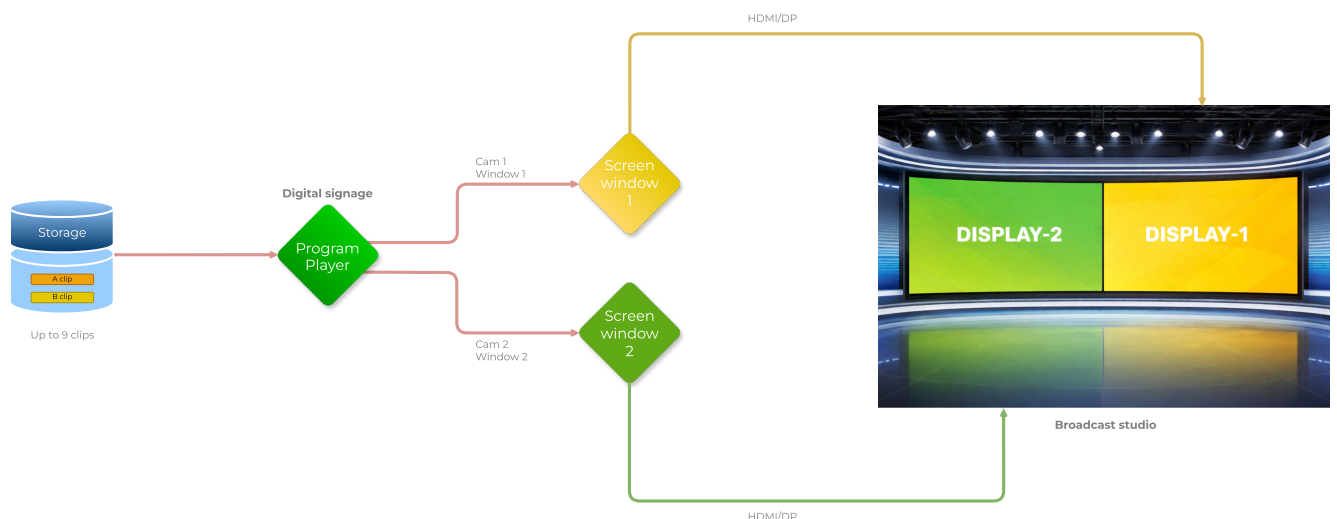 HDMI/DP
Cam 1
Window 1
Screen
window
1
Digital signage
Storage
Program
Player
A clip
B clip
Up to 9 clips
DISPLAY-2
DISPLAY-1
Screen
window
2
Cam 2
Window 2
Broadcast studio
HDMI/DP